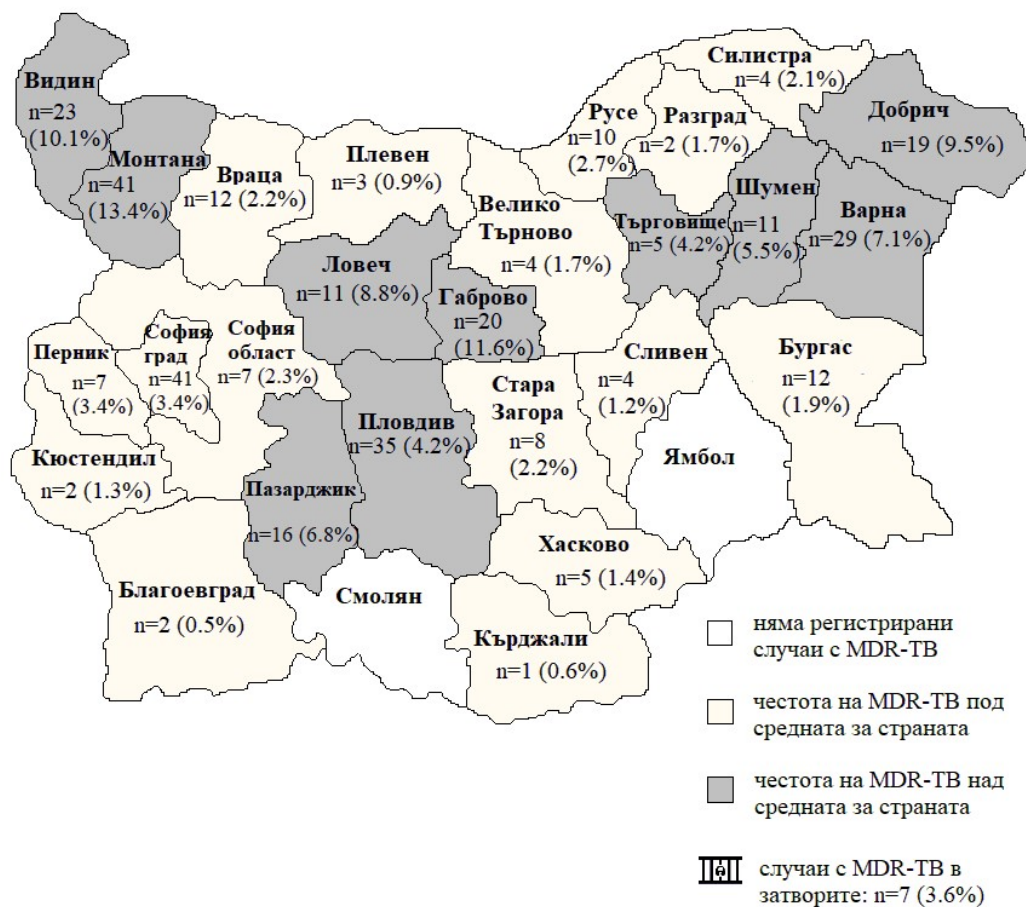 Видин
n=23
(10.1%)
Монтана
n=41
(13.4%)
Враца
n=12 (2.2%)
Плевен
n=3 (0.9%)
Велико
Търново
n=4 (1.7%)
Русе
n=10
(2.7%)
Разград
n=2 (1.7%)
Силистра
n=4 (2.1%)
Добрич
n=19 (9.5%)
Шумен
n=11
(5.5%)
Варна
n=29 (7.1%)
Търговище
n=5 (4.2%)
Ловеч
n=11 (8.8%)
Габрово
n=20
(11.6%)
Перник
n=7
(3.4%)
София
град
n=41
(3.4%)
София
област
n=7 (2.3%)
Сливен
n=4
(1.2%)
Бургас
n=12
(1.9%)
Стара
Загора
n=8
(2.2%)
Пловдив
n=35 (4.2%)
Ямбол
Кюстендил
n=2 (1.3%)
Пазарджик
n=16 (6.8%)
Хасково
n=5 (1.4%)
Благоевград
n=2 (0.5%)
Смолян
Кърджали
n=1 (0.6%)
няма регистрирани
случаи с MDR-ТВ
честота на MDR-ТВ под
средната за страната
честота на MDR-ТВ над
средната за страната
случаи с MDR-ТВ в
затворите: n=7 (3.6%)